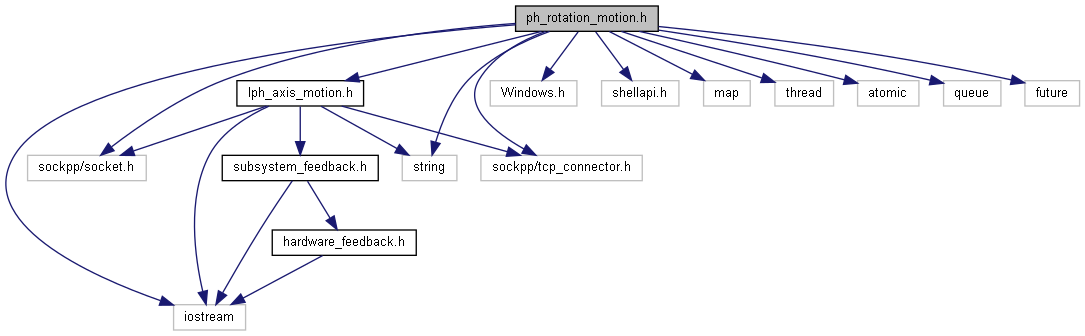 ph_rotation_motion.h
lph_axis_motion.h
Windows.h
shellapi.h
map
thread
atomic
queue
future
sockpp/socket.h
subsystem_feedback.h
string
sockpp/tcp_connector.h
hardware_feedback.h
iostream